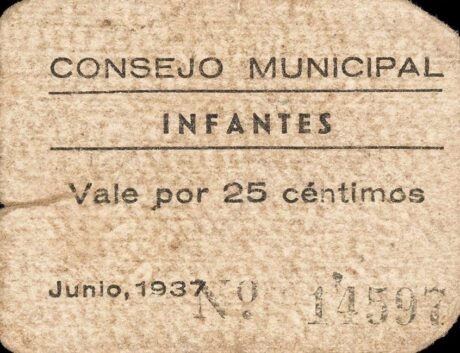 CONSEJO MUNICIPAL
INFANTES
Vale por 25 céntimos
Junio, 1937 Nº 14597